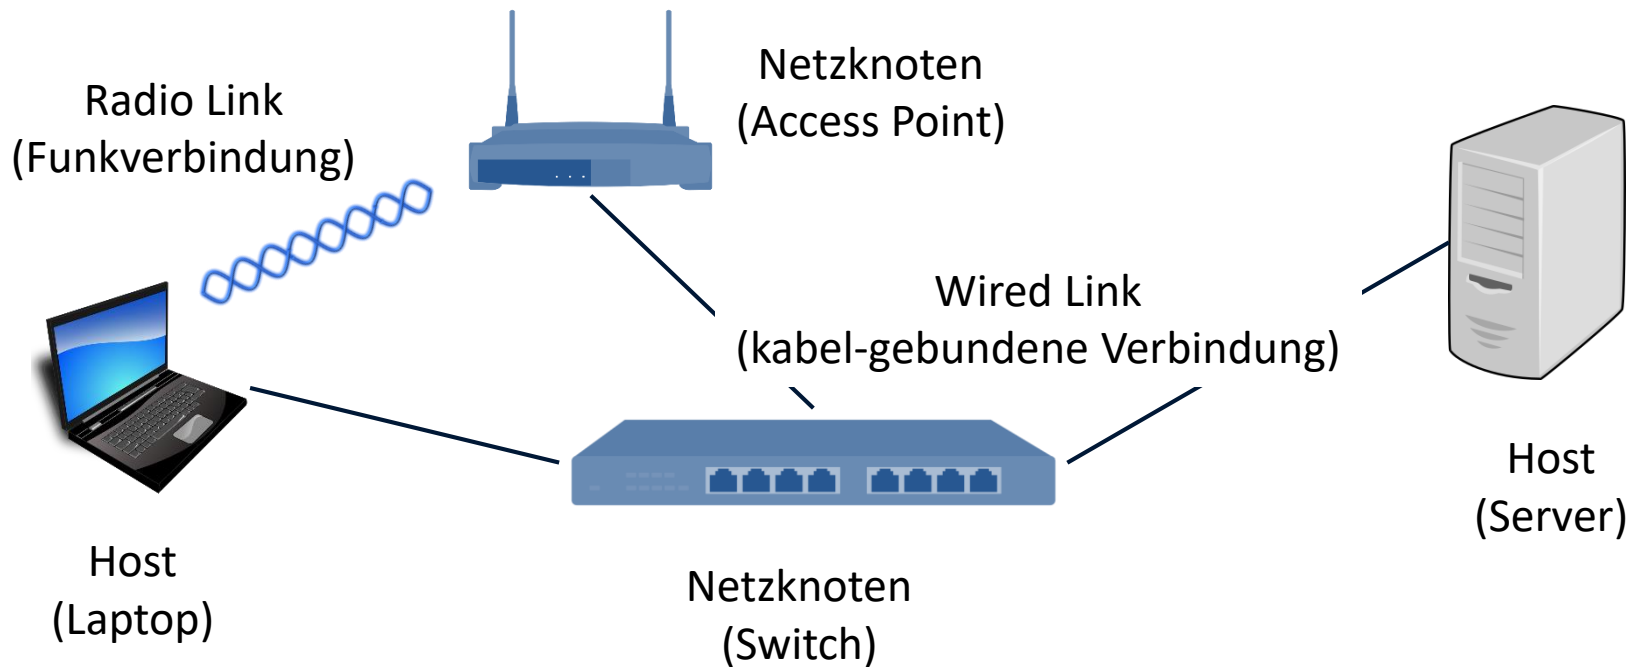 Radio Link
(Funkverbindung)
Netzknoten
(Access Point)
Wired Link
(kabel-gebundene Verbindung)
Host
(Server)
Host
(Laptop)
Netzknoten
(Switch)